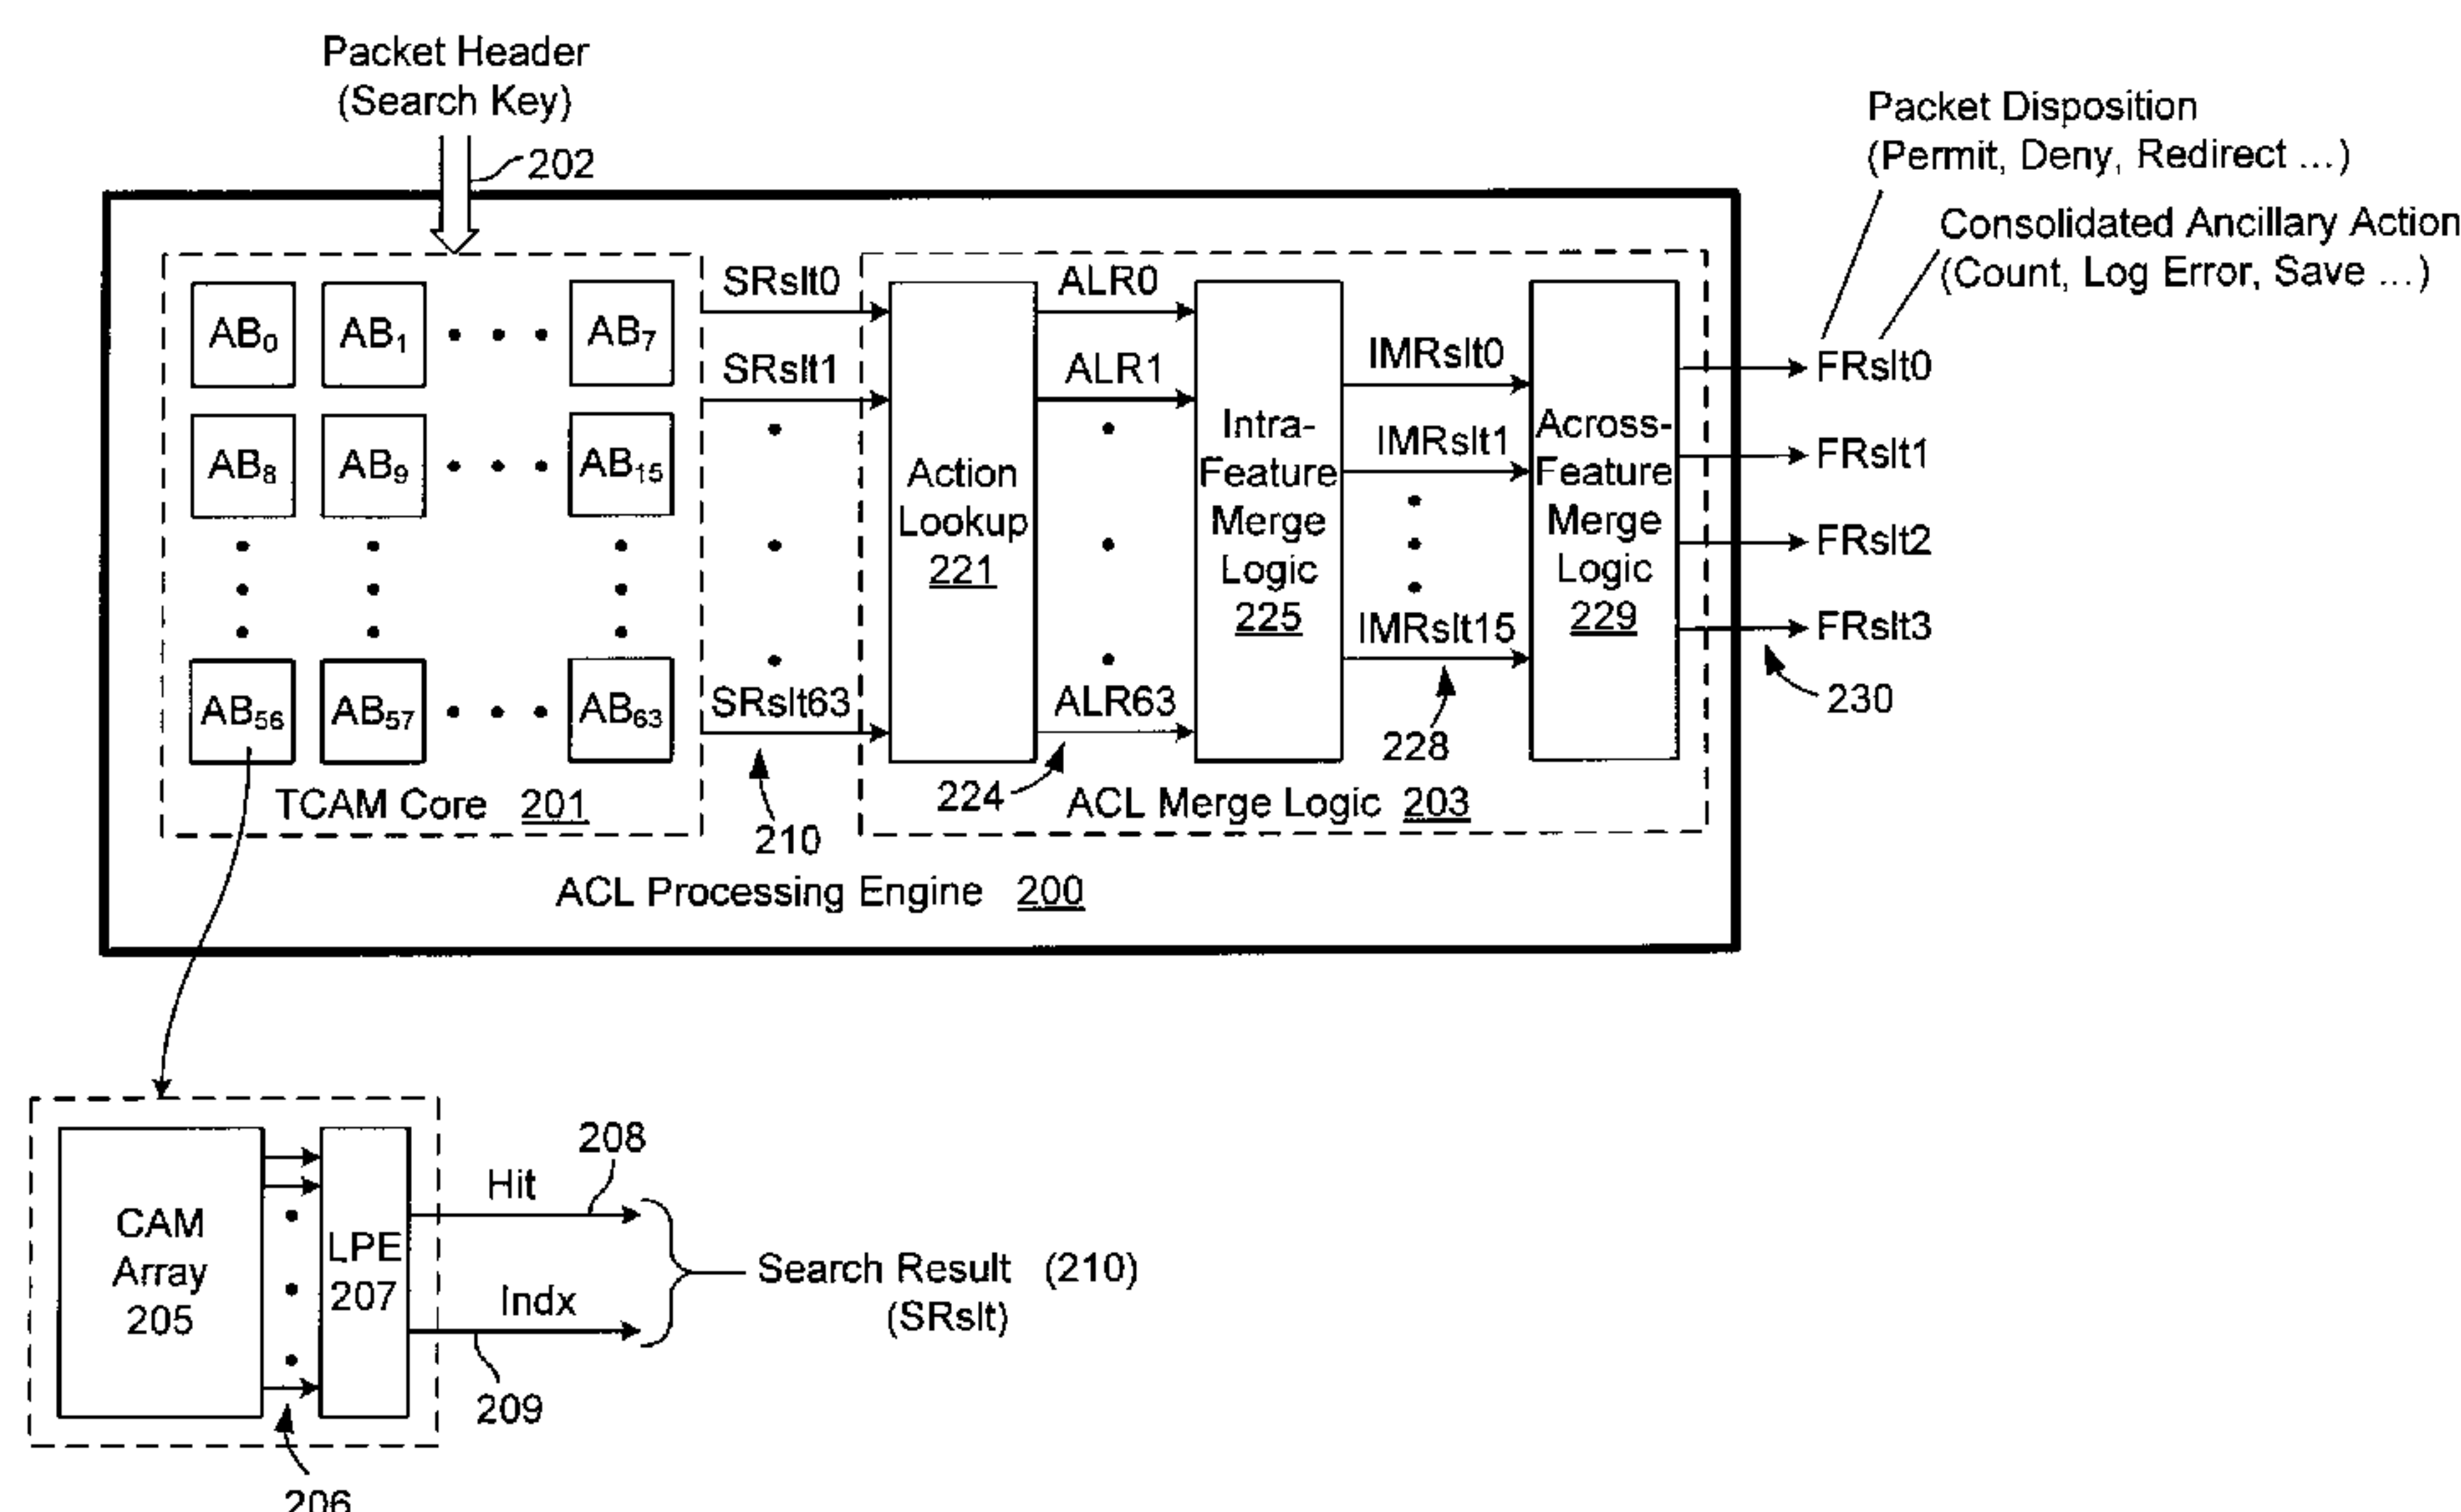 Packet Header
(Search Key)
202
Packet Disposition
(Permit, Deny, Redirect ...)
Consolidated Ancillary Action
(Count, Log Error, Save ...)
AB0
AB1
AB7
AB8
AB9
AB15
AB56
AB57
AB63
TCAM Core 201
SRslt0
SRslt1
SRslt63
210
Action
Lookup
221
ALR0
ALR1
ALR63
224
Intra-
Feature
Merge
Logic
225
IMRslt0
IMRslt1
IMRslt15
228
Across-
Feature
Merge
Logic
229
ACL Merge Logic 203
FRslt0
FRslt1
FRslt2
FRslt3
230
ACL Processing Engine 200
CAM
Array
205
206
LPE
207
Hit
208
Indx
209
Search Result (210)
(SRslt)